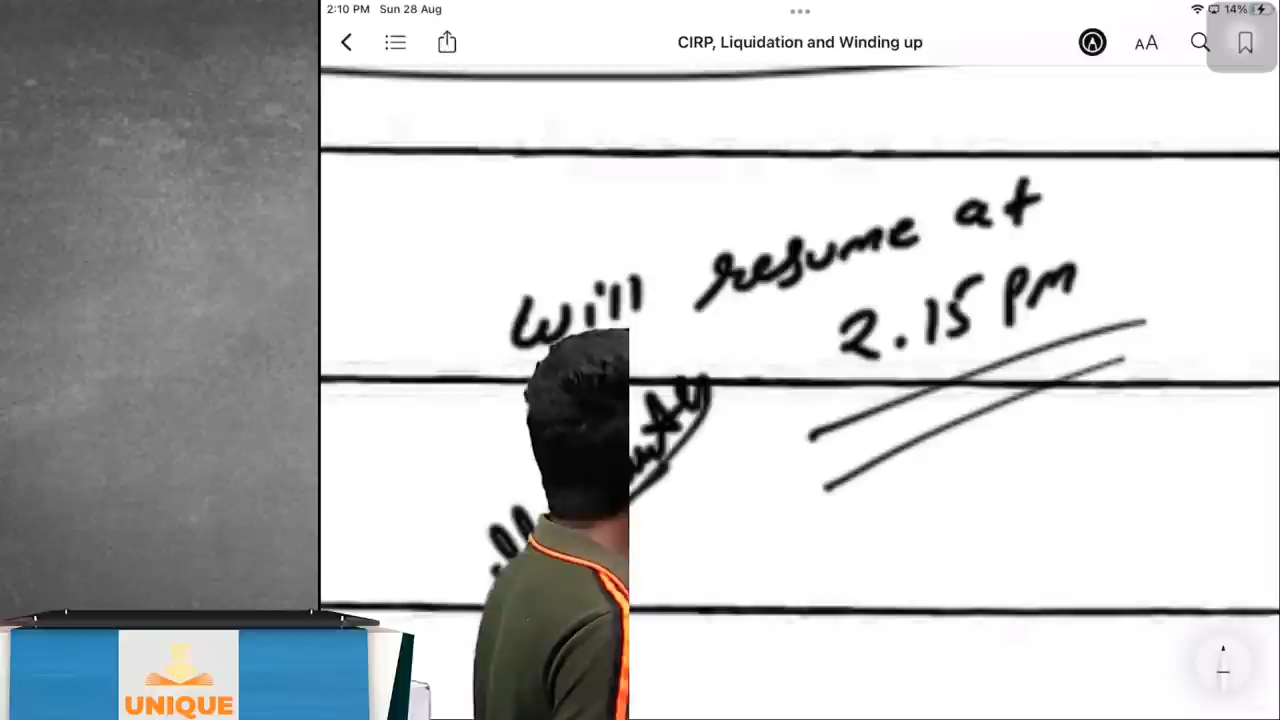 2:10 PM Sun 28 Aug
14%
CIRP, Liquidation and Winding up
AA
Will resume at
2.15 PM
UNIQUE